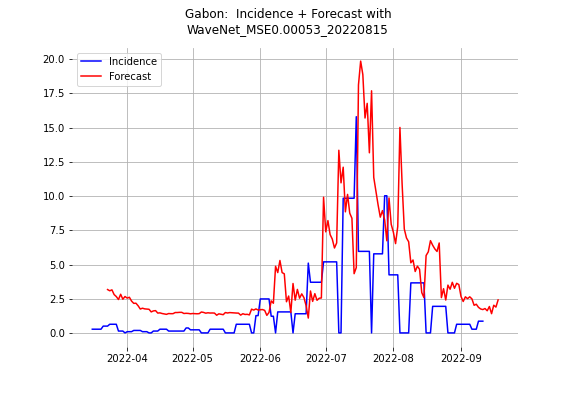 Gabon:  Incidence + Forecast with
WaveNet_MSE0.00053_20220815
Incidence
Forecast
20.0
17.5
15.0
12.5
10.0
7.5
5.0
2.5
0.0
2022-04 2022-05 2022-06 2022-07 2022-08 2022-09